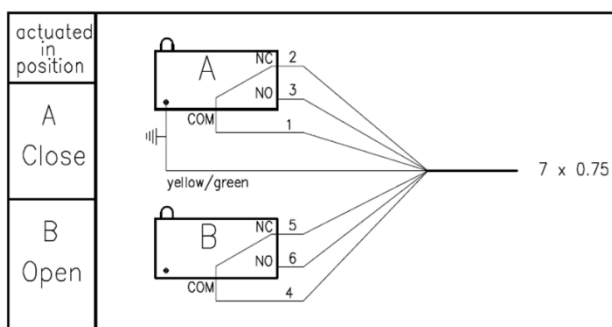 actuated
in
position
A
Close
B
Open
A
NC
2
NO
3
COM
1
yellow/green
7 x 0.75
B
NC
5
NO
6
COM
4